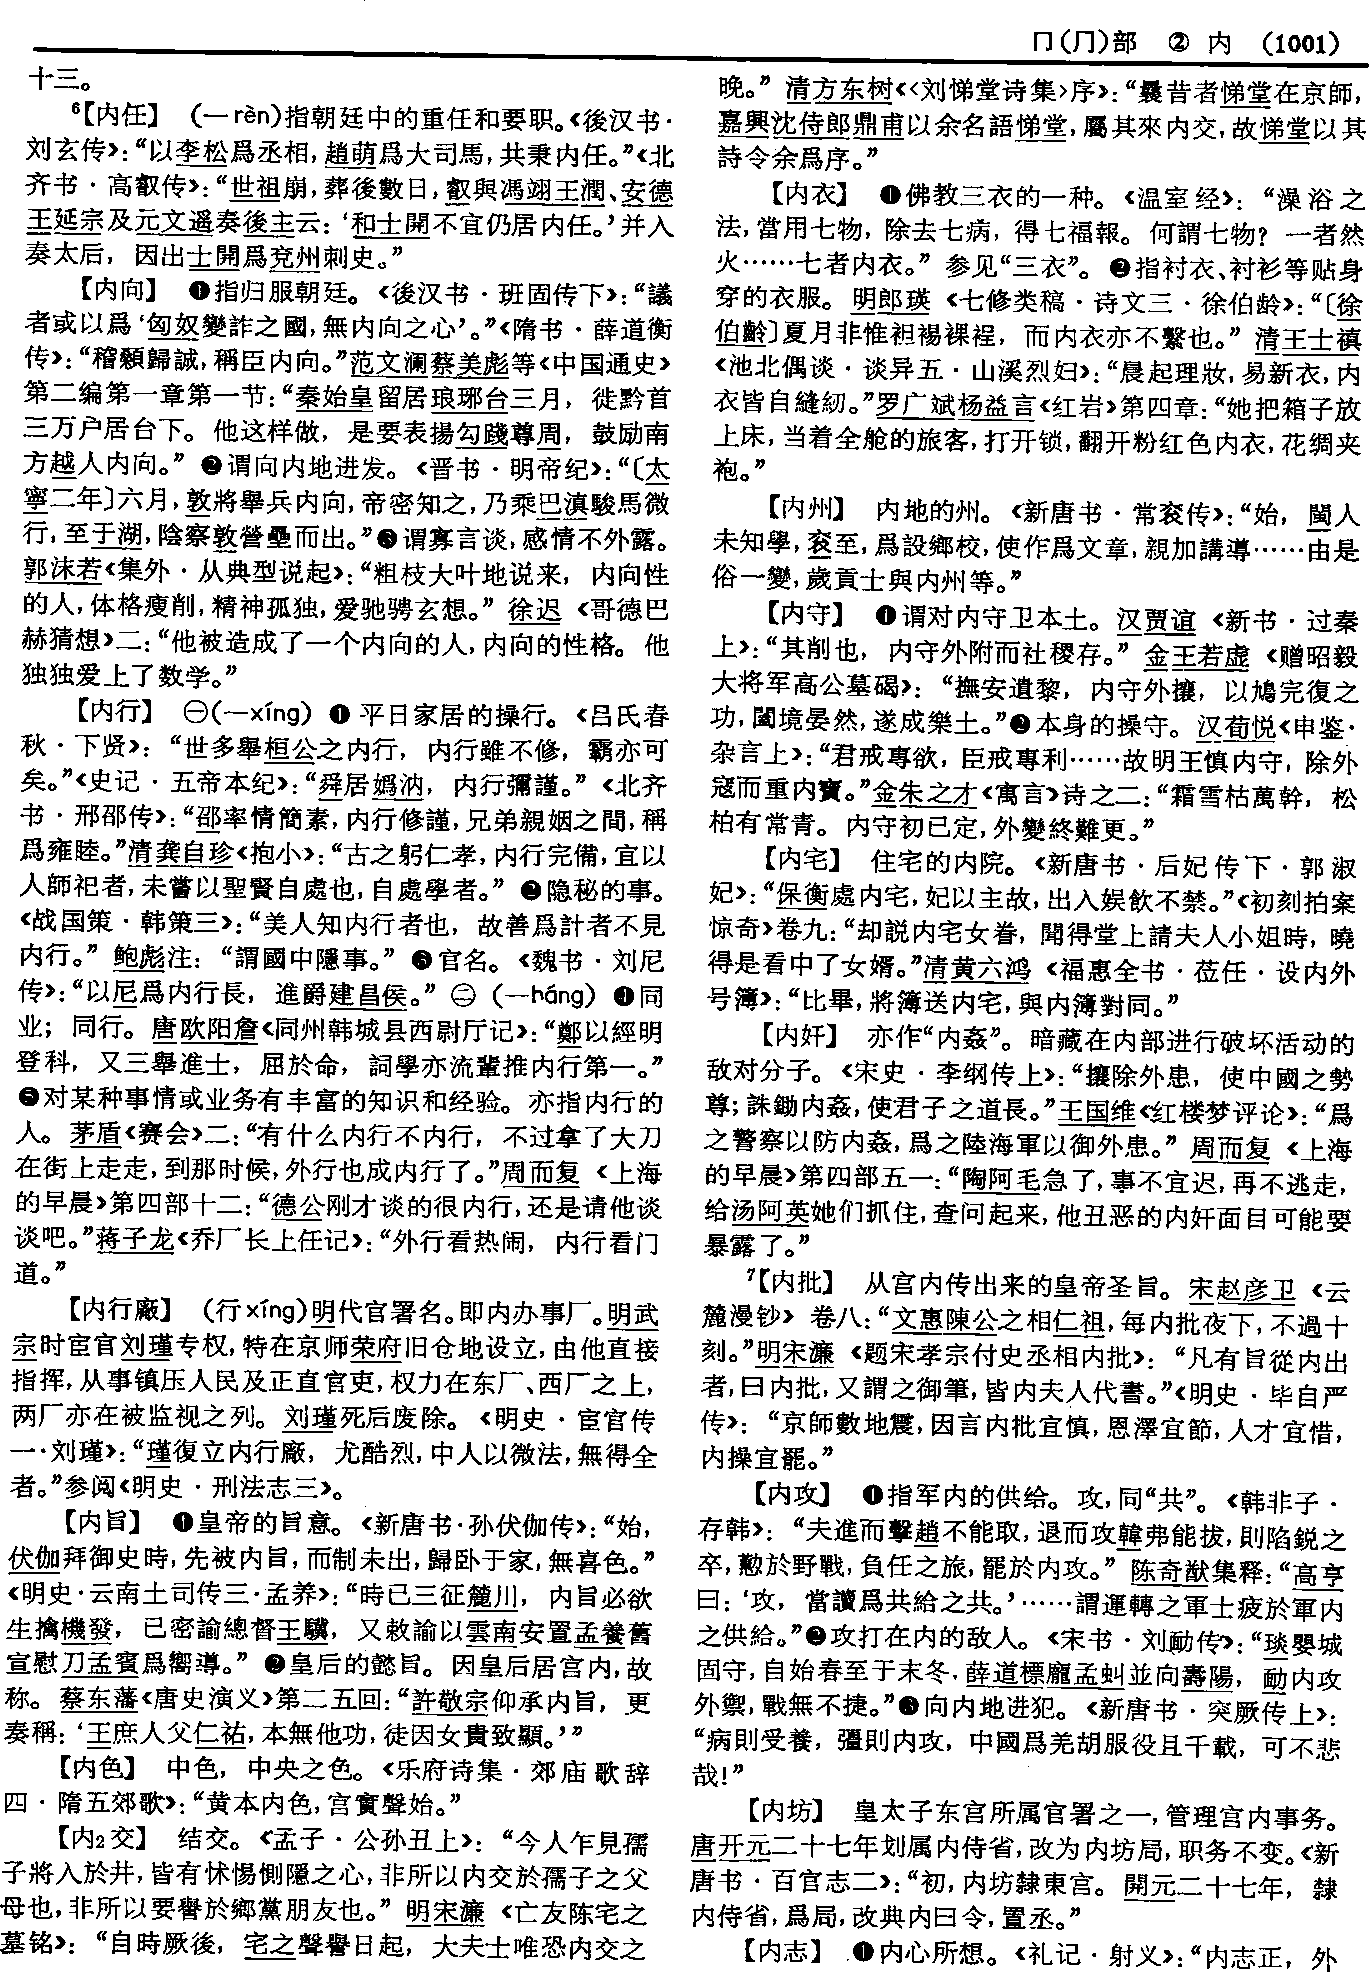 冂(⺆)部　②　内　(1001)
十三。
⁶【内任】　(一rèn)指朝廷中的重任和要职。《後汉书·
刘玄传》：“以李松爲丞相，趙萌爲大司馬，共秉内任。”《北
齐书·高叡传》：“世祖崩，葬後數日，叡與馮翊王潤、安德
王延宗及元文遥奏後主云：‘和士開不宜仍居内任。’并入
奏太后，因出士開爲兖州刺史。”
【内向】　❶指归服朝廷。《後汉书·班固传下》：“議
者或以爲‘匈奴變詐之國，無内向之心’。”《隋书·薛道衡
传》：“稽顙歸誠，稱臣内向。”范文澜蔡美彪等《中国通史》
第二编第一章第一节：“秦始皇留居琅琊台三月，徙黔首
三万户居台下。他这样做，是要表揚勾踐尊周，鼓励南
方越人内向。”❷谓向内地进发。《晋书·明帝纪》：“〔太
寧二年〕六月，敦將舉兵内向，帝密知之，乃乘巴滇駿馬微
行，至于湖，陰察敦營壘而出。”❸谓寡言谈，感情不外露。
郭沫若《集外·从典型说起》：“粗枝大叶地说来，内向性
的人，体格瘦削，精神孤独，爱驰骋玄想。”徐迟《哥德巴
赫猜想》二：“他被造成了一个内向的人，内向的性格。他
独独爱上了数学。”
【内行】　㊀(一xíng)❶平日家居的操行。《吕氏春
秋·下贤》：“世多舉桓公之内行，内行雖不修，霸亦可
矣。”《史记·五帝本纪》：“舜居嬀汭，内行彌謹。”《北齐
书·邢邵传》：“邵率情簡素，内行修謹，兄弟親姻之間，稱
爲雍睦。”清龚自珍《抱小》：“古之躬仁孝，内行完備，宜以
人師祀者，未嘗以聖賢自處也，自處學者。”❷隐秘的事。
《战国策·韩策三》：“美人知内行者也，故善爲計者不見
内行。”鲍彪注：“謂國中隱事。”❸官名。《魏书·刘尼
传》：“以尼爲内行長，進爵建昌侯。”㊁(一háng)❶同
业；同行。唐欧阳詹《同州韩城县西尉厅记》：“鄭以經明
登科，又三舉進士，屈於命，詞學亦流輩推内行第一。”
❷对某种事情或业务有丰富的知识和经验。亦指内行的
人。茅盾《赛会》二：“有什么内行不内行，不过拿了大刀
在街上走走，到那时候，外行也成内行了。”周而复《上海
的早晨》第四部十二：“德公刚才谈的很内行，还是请他谈
谈吧。”蒋子龙《乔厂长上任记》：“外行看热闹，内行看门
道。”
【内行廠】　(行xíng)明代官署名。即内办事厂。明武
宗时宦官刘瑾专权，特在京师荣府旧仓地设立，由他直接
指挥，从事镇压人民及正直官吏，权力在东厂、西厂之上，
两厂亦在被监视之列。刘瑾死后废除。《明史·宦官传
一·刘瑾》：“瑾復立内行廠，尤酷烈，中人以微法，無得全
者。”参阅《明史·刑法志三》。
【内旨】　❶皇帝的旨意。《新唐书·孙伏伽传》：“始，
伏伽拜御史時，先被内旨，而制未出，歸卧于家，無喜色。”
《明史·云南土司传三·孟养》：“時已三征麓川，内旨必欲
生擒機發，已密諭總督王驥，又敕諭以雲南安置孟養舊
宣慰刀孟賓爲嚮導。”❷皇后的懿旨。因皇后居宫内，故
称。蔡东藩《唐史演义》第二五回：“許敬宗仰承内旨，更
奏稱：‘王庶人父仁祐，本無他功，徒因女貴致顯。’”
【内色】　中色，中央之色。《乐府诗集·郊庙歌辞
四·隋五郊歌》：“黄本内色，宫實聲始。”
【内₂交】　结交。《孟子·公孙丑上》：“今人乍見孺
子將入於井，皆有怵惕惻隱之心，非所以内交於孺子之父
母也，非所以要譽於鄉黨朋友也。”明宋濂《亡友陈宅之
墓铭》：“自時厥後，宅之聲譽日起，大夫士唯恐内交之
晚。”清方东树《〈刘悌堂诗集〉序》：“曩昔者悌堂在京師，
嘉興沈侍郎鼎甫以余名語悌堂，屬其來内交，故悌堂以其
詩令余爲序。”
【内衣】　❶佛教三衣的一种。《温室经》：“澡浴之
法，當用七物，除去七病，得七福報。何謂七物？一者然
火……七者内衣。”参见“三衣”。❷指衬衣、衬衫等贴身
穿的衣服。明郎瑛《七修类稿·诗文三·徐伯龄》：“〔徐
伯齡〕夏月非惟袒裼裸裎，而内衣亦不繫也。”清王士禛
《池北偶谈·谈异五·山溪烈妇》：“晨起理妝，易新衣，内
衣皆自縫紉。”罗广斌杨益言《红岩》第四章：“她把箱子放
上床，当着全舱的旅客，打开锁，翻开粉红色内衣，花绸夹
袍。”
【内州】　内地的州。《新唐书·常衮传》：“始，閩人
未知學，衮至，爲設鄉校，使作爲文章，親加講導……由是
俗一變，歲貢士與内州等。”
【内守】　❶谓对内守卫本土。汉贾谊《新书·过秦
上》：“其削也，内守外附而社稷存。”金王若虚《赠昭毅
大将军高公墓碣》：“撫安遺黎，内守外攘，以鳩完復之
功，闔境晏然，遂成樂土。”❷本身的操守。汉荀悦《申鉴·
杂言上》：“君戒專欲，臣戒專利……故明王慎内守，除外
寇而重内寶。”金朱之才《寓言》诗之二：“霜雪枯萬幹，松
柏有常青。内守初已定，外變終難更。”
【内宅】　住宅的内院。《新唐书·后妃传下·郭淑
妃》：“保衡處内宅，妃以主故，出入娱飲不禁。”《初刻拍案
惊奇》卷九：“却説内宅女眷，聞得堂上請夫人小姐時，曉
得是看中了女婿。”清黄六鸿《福惠全书·莅任·设内外
号簿》：“比畢，將簿送内宅，與内簿對同。”
【内奸】　亦作“内姦”。暗藏在内部进行破坏活动的
敌对分子。《宋史·李纲传上》：“攘除外患，使中國之勢
尊；誅鋤内姦，使君子之道長。”王国维《红楼梦评论》：“爲
之警察以防内姦，爲之陸海軍以御外患。”周而复《上海
的早晨》第四部五一：“陶阿毛急了，事不宜迟，再不逃走，
给汤阿英她们抓住，查问起来，他丑恶的内奸面目可能要
暴露了。”
⁷【内批】　从宫内传出来的皇帝圣旨。宋赵彦卫《云
麓漫钞》卷八：“文惠陳公之相仁祖，每内批夜下，不過十
刻。”明宋濂《题宋孝宗付史丞相内批》：“凡有旨從内出
者，曰内批，又謂之御筆，皆内夫人代書。”《明史·毕自严
传》：“京師數地震，因言内批宜慎，恩澤宜節，人才宜惜，
内操宜罷。”
【内攻】　❶指军内的供给。攻，同“共”。《韩非子·
存韩》：“夫進而擊趙不能取，退而攻韓弗能拔，則陷鋭之
卒，懃於野戰，負任之旅，罷於内攻。”陈奇猷集释：“高亨
曰：‘攻，當讀爲共給之共。’……謂運轉之軍士疲於軍内
之供給。”❷攻打在内的敌人。《宋书·刘勔传》：“琰嬰城
固守，自始春至于末冬，薛道標龐孟虯並向壽陽，勔内攻
外禦，戰無不捷。”❸向内地进犯。《新唐书·突厥传上》：
“病則受養，彊則内攻，中國爲羌胡服役且千載，可不悲
哉！”
【内坊】　皇太子东宫所属官署之一，管理宫内事务。
唐开元二十七年划属内侍省，改为内坊局，职务不变。《新
唐书·百官志二》：“初，内坊隸東宫。開元二十七年，隸
内侍省，爲局，改典内曰令，置丞。”
【内志】　❶内心所想。《礼记·射义》：“内志正，外